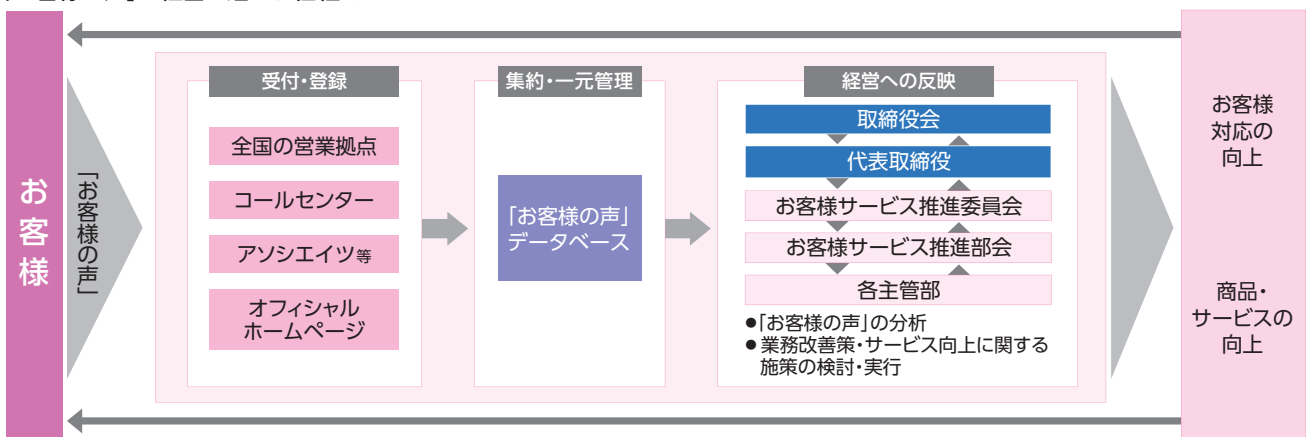 お客様
「お客様の声」
受付・登録
全国の営業拠点
コールセンター
アソシエイツ等
オフィシャル
ホームページ
集約・一元管理
「お客様の声」
データベース
経営への反映
取締役会
代表取締役
お客様サービス推進委員会
お客様サービス推進部会
各主管部
●「お客様の声」の分析
●業務改善策・サービス向上に関する
施策の検討・実行
お客様
対応の
向上
商品・
サービスの
向上